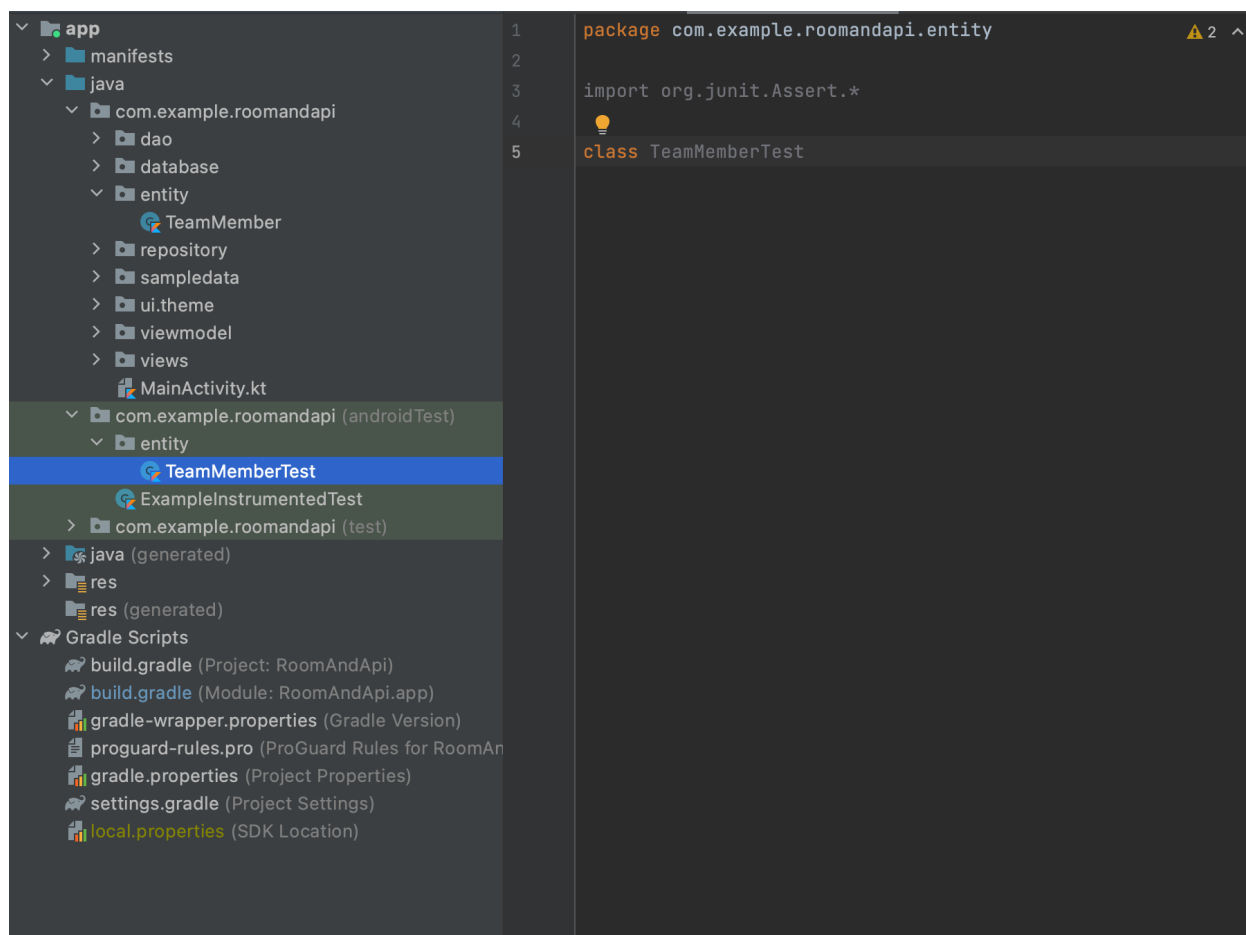 app
manifests
java
com.example.roomandapi
dao
database
entity
TeamMember
repository
sampledata
ui.theme
viewmodel
views
MainActivity.kt
com.example.roomandapi (androidTest)
entity
TeamMemberTest
ExampleInstrumentedTest
com.example.roomandapi (test)
java (generated)
res
res (generated)
Gradle Scripts
build.gradle (Project: RoomAndApi)
build.gradle (Module: RoomAndApi.app)
gradle-wrapper.properties (Gradle Version)
proguard-rules.pro (ProGuard Rules for RoomAn
gradle.properties (Project Properties)
settings.gradle (Project Settings)
local.properties (SDK Location)
1 package com.example.roomandapi.entity
2
3 import org.junit.Assert.*
4
5 class TeamMemberTest
2